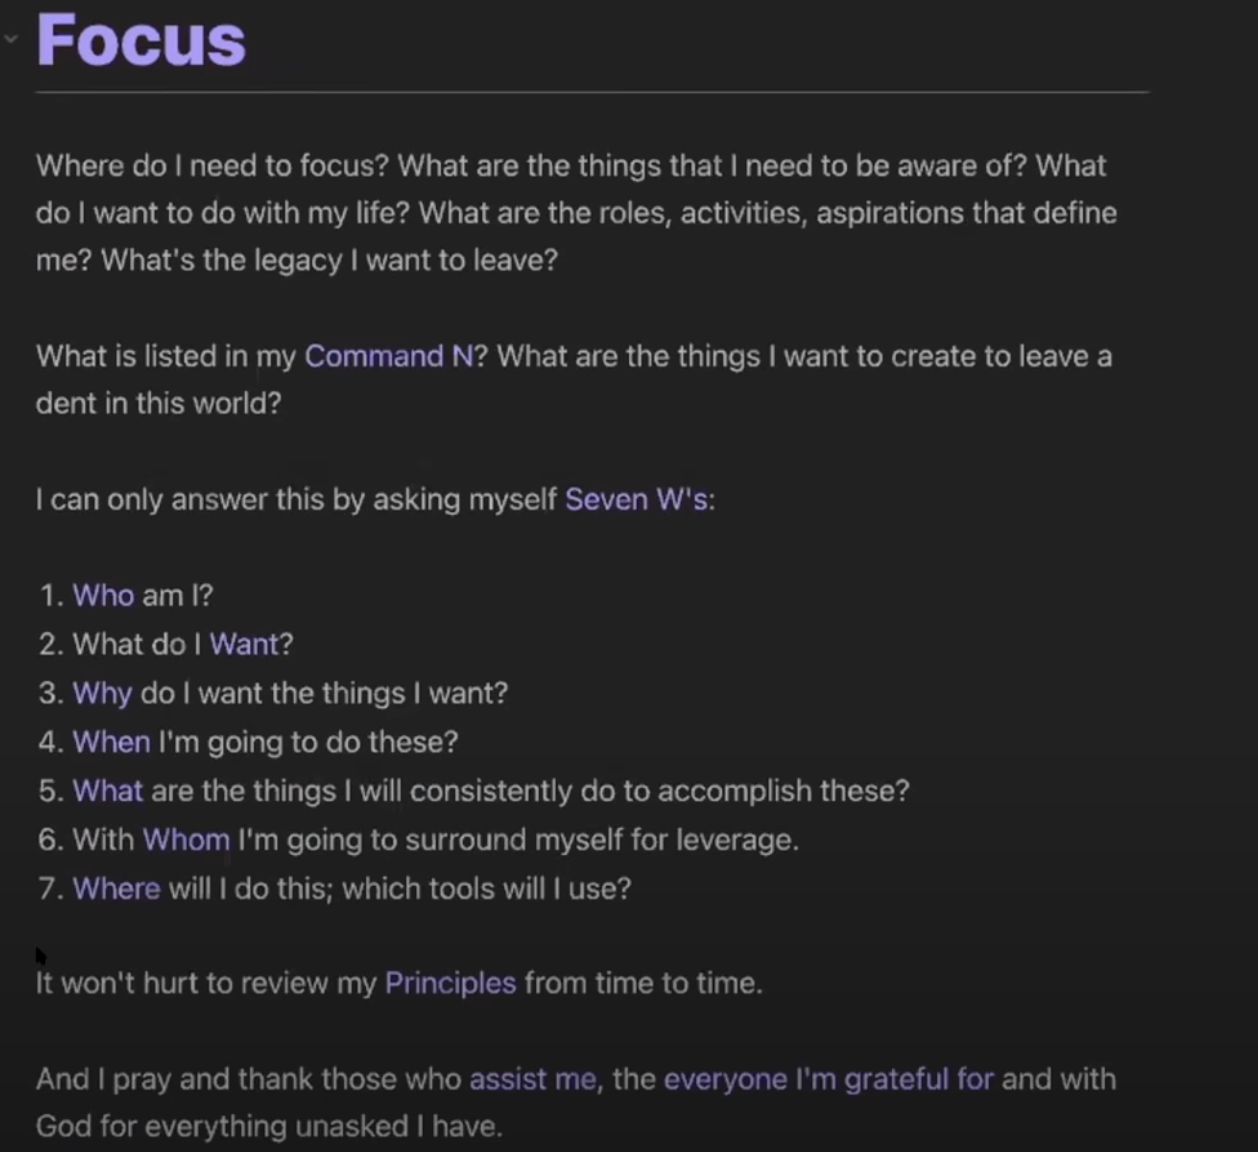 Focus
Where do I need to focus? What are the things that I need to be aware of? What
do I want to do with my life? What are the roles, activities, aspirations that define
me? What's the legacy I want to leave?
What is listed in my Command N? What are the things I want to create to leave a
dent in this world?
I can only answer this by asking myself Seven W's:
1. Who am I?
2. What do I Want?
3. Why do I want the things I want?
4. When I'm going to do these?
5. What are the things I will consistently do to accomplish these?
6. With Whom I'm going to surround myself for leverage.
7. Where will I do this; which tools will I use?
It won't hurt to review my Principles from time to time.
And I pray and thank those who assist me, the everyone I'm grateful for and with
God for everything unasked I have.